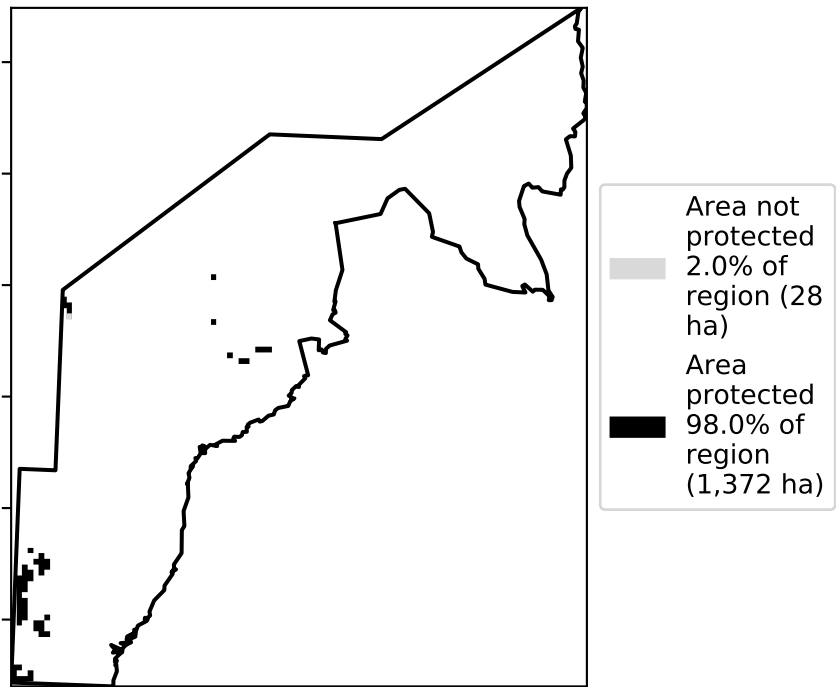 Area not
protected
2.0% of
region (28
ha)
Area
protected
98.0% of
region
(1,372 ha)